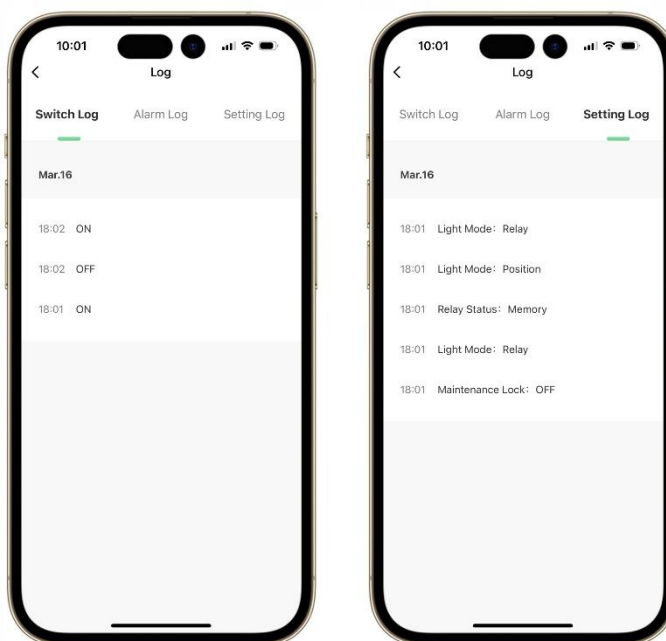 10:01
Log
Switch Log Alarm Log Setting Log
Mar.16
18:02 ON
18:02 OFF
18:01 ON
10:01
Log
Switch Log Alarm Log Setting Log
Mar.16
18:01 Light Mode: Relay
18:01 Light Mode: Position
18:01 Relay Status: Memory
18:01 Light Mode: Relay
18:01 Maintenance Lock: OFF